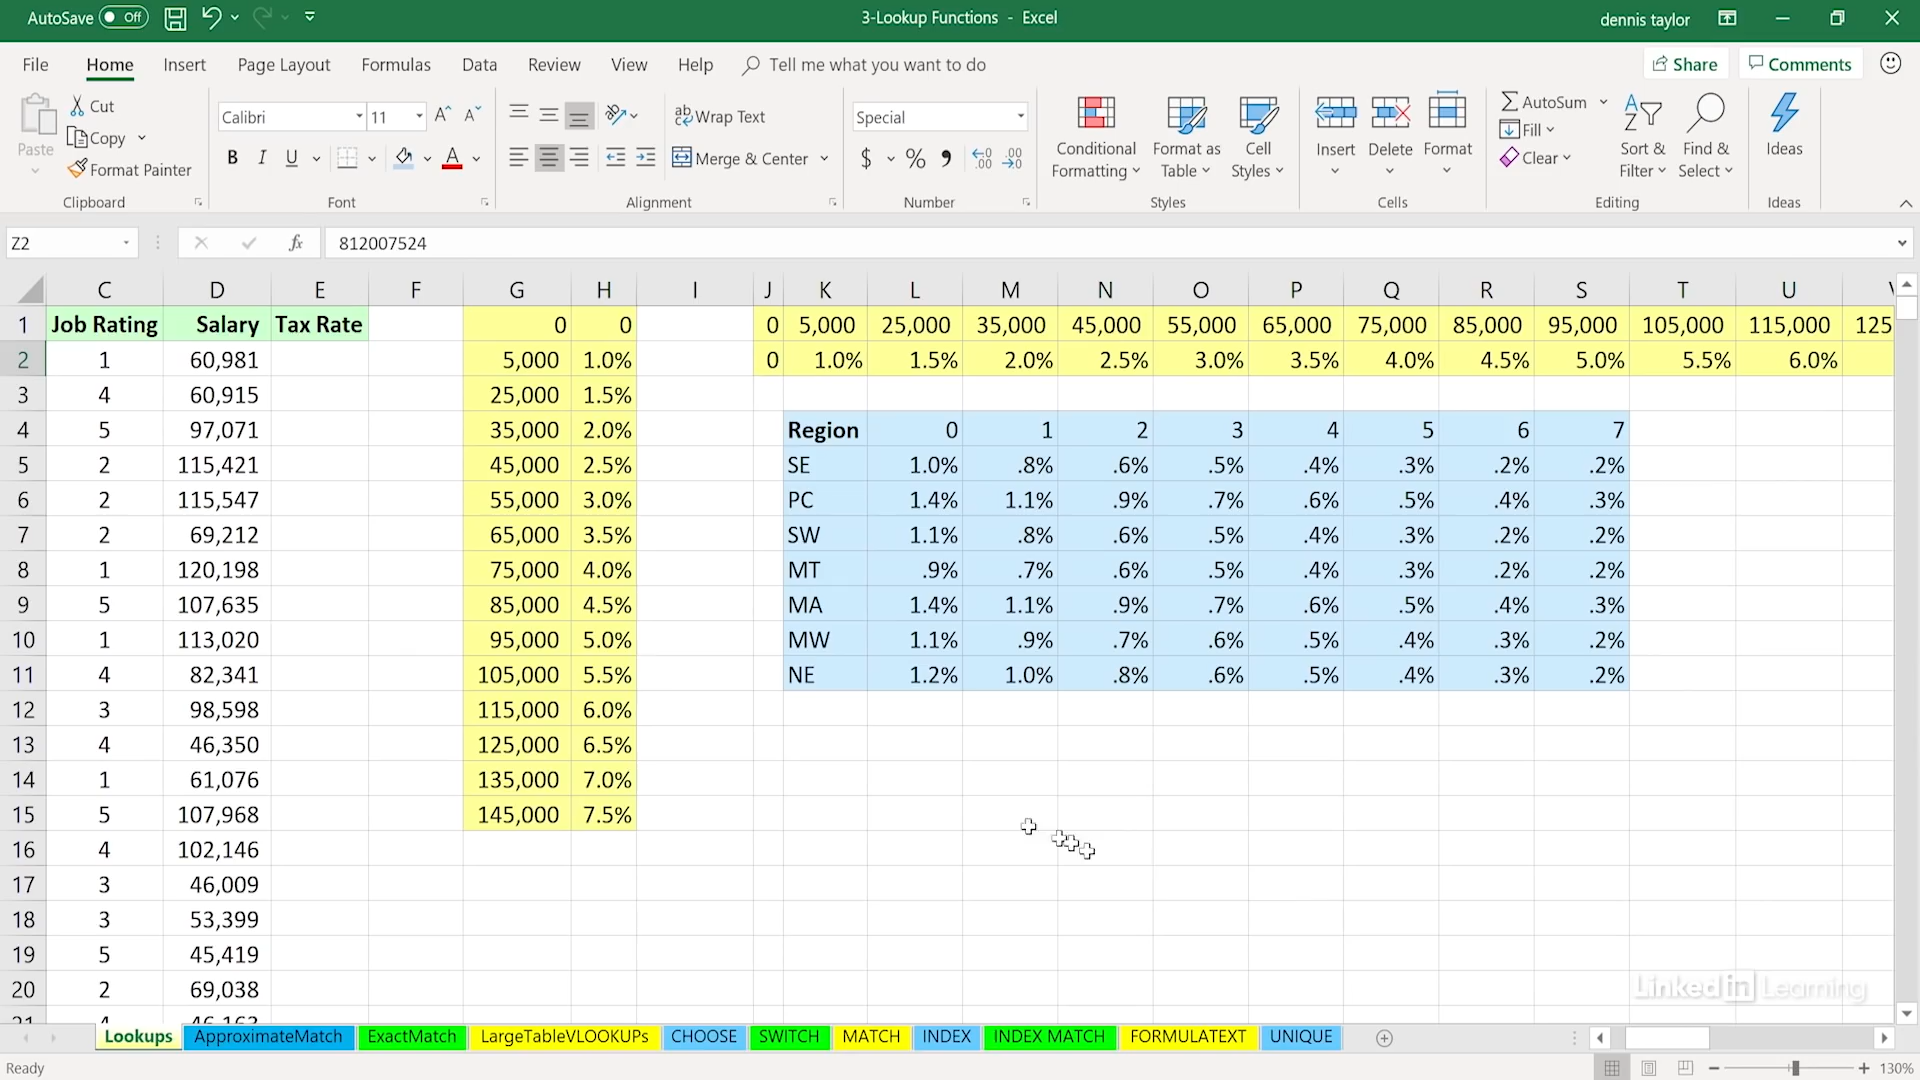 AutoSave Off 3-Lookup Functions - Excel dennis taylor
File Home Insert Page Layout Formulas Data Review View Help Tell me what you want to do Share Comments
Paste
Cut
Copy
Format Painter
Clipboard
Calibri 11
B I U A
Font
ab Wrap Text
Merge & Center
Alignment
Special
$ % , .00
Number
Conditional Formatting
Format as Table
Cell Styles
Styles
Insert Delete Format
Cells
AutoSum
Fill
Clear
Sort & Filter
Find & Select
Editing
Ideas
Ideas
Z2 fx 812007524
C D E F G H I J K L M N O P Q R S T U
1 Job Rating Salary Tax Rate 0 0 0 5,000 25,000 35,000 45,000 55,000 65,000 75,000 85,000 95,000 105,000 115,000 125
2 1 60,981 5,000 1.0% 0 1.0% 1.5% 2.0% 2.5% 3.0% 3.5% 4.0% 4.5% 5.0% 5.5% 6.0%
3 4 60,915 25,000 1.5%
4 5 97,071 35,000 2.0% Region 0 1 2 3 4 5 6 7
5 2 115,421 45,000 2.5% SE 1.0% .8% .6% .5% .4% .3% .2% .2%
6 2 115,547 55,000 3.0% PC 1.4% 1.1% .9% .7% .6% .5% .4% .3%
7 2 69,212 65,000 3.5% SW 1.1% .8% .6% .5% .4% .3% .2% .2%
8 1 120,198 75,000 4.0% MT .9% .7% .6% .5% .4% .3% .2% .2%
9 5 107,635 85,000 4.5% MA 1.4% 1.1% .9% .7% .6% .5% .4% .3%
10 1 113,020 95,000 5.0% MW 1.1% .9% .7% .6% .5% .4% .3% .2%
11 4 82,341 105,000 5.5% NE 1.2% 1.0% .8% .6% .5% .4% .3% .2%
12 3 98,598 115,000 6.0%
13 4 46,350 125,000 6.5%
14 1 61,076 135,000 7.0%
15 5 107,968 145,000 7.5%
16 4 102,146
17 3 46,009
18 3 53,399
19 5 45,419
20 2 69,038
LinkedIn Learning
Lookups ApproximateMatch ExactMatch LargeTableVLOOKUPs CHOOSE SWITCH MATCH INDEX INDEX MATCH FORMULATEXT UNIQUE
Ready 130%